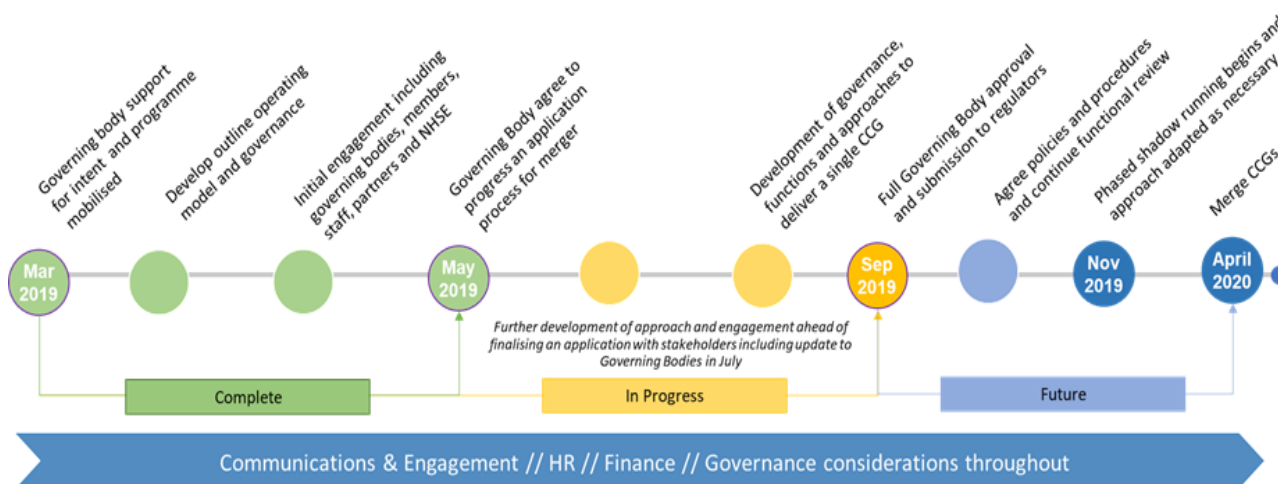 Governing body support
for intent and programme
mobilised
Develop outline operating
model and governance
Initial engagement including
governing bodies, members,
staff, partners and NHSE
Governing Body agree to
progress an application
process for merger
Development of governance,
functions and approaches to
deliver a single CCG
Full Governing Body approval
and submission to regulators
Agree policies and procedures
and continue functional review
Phased shadow running begins and
approach adapted as necessary
Merge CCGs
Mar
2019
May
2019
Sep
2019
Nov
2019
April
2020
Further development of approach and engagement ahead of
finalising an application with stakeholders including update to
Governing Bodies in July
Complete
In Progress
Future
Communications & Engagement // HR // Finance // Governance considerations throughout